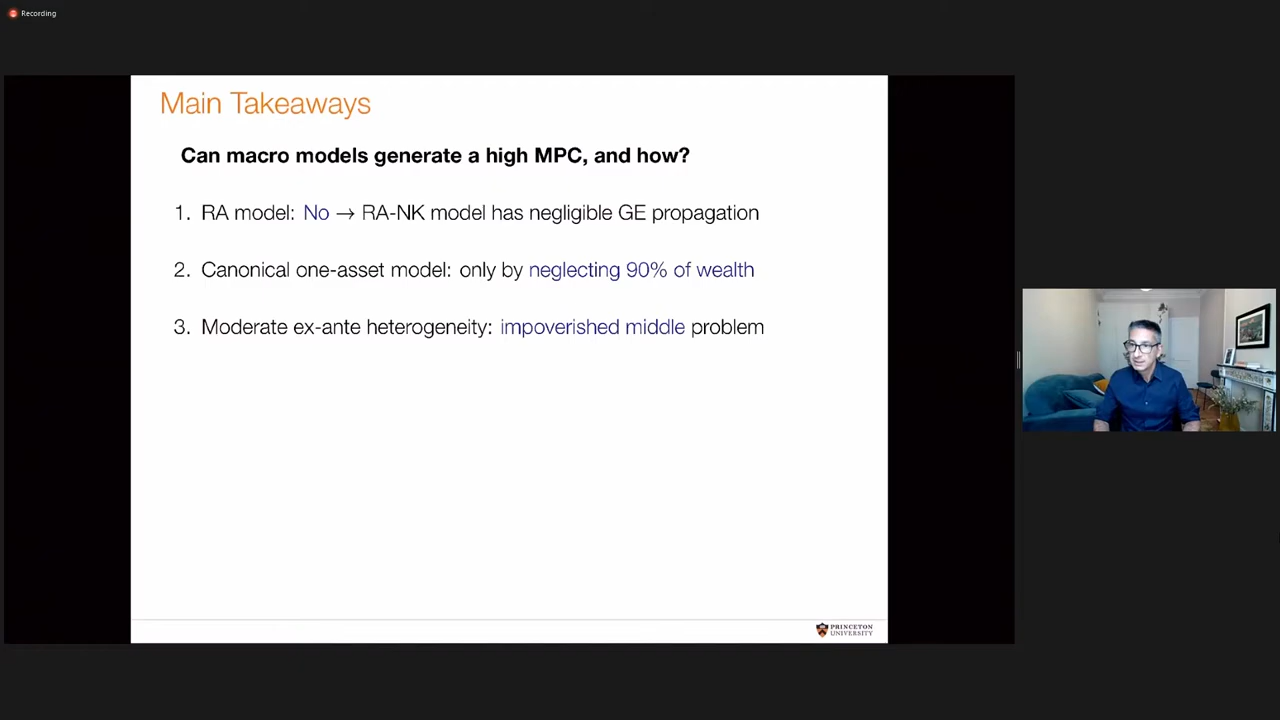 Recording
Main Takeaways
Can macro models generate a high MPC, and how?
1. RA model: No → RA-NK model has negligible GE propagation
2. Canonical one-asset model: only by neglecting 90% of wealth
3. Moderate ex-ante heterogeneity: impoverished middle problem
PRINCETON
UNIVERSITY